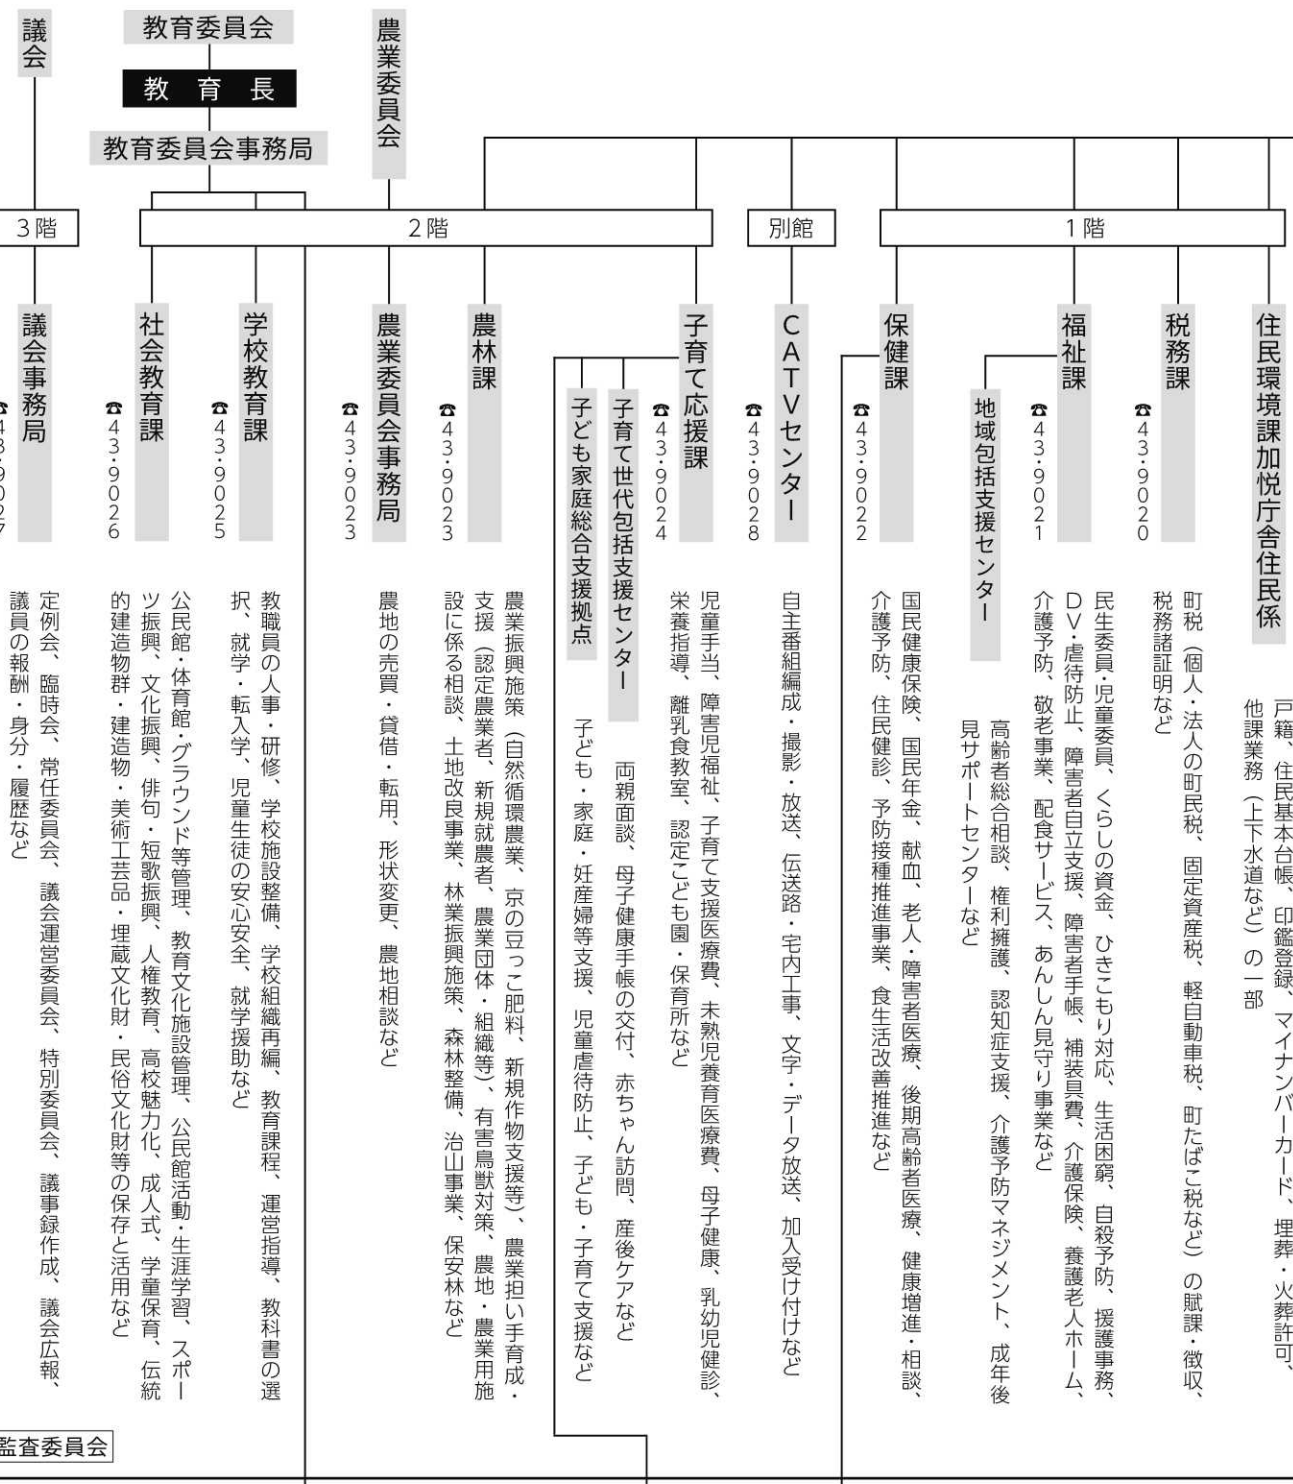 議会
教育委員会
教育長
教育委員会事務局
農業委員会
3階
2階
別館
1階
住民環境課加悦庁舎住民係
戸籍、住民基本台帳、印鑑登録、マイナンバーカード、埋葬・火葬許可、
他課業務（上下水道など）の一部
税務課
☎43・9020
町税（個人・法人の町民税、固定資産税、軽自動車税、町たばこ税など）の賦課・徴収、
税務諸証明など
福祉課
☎43・9021
民生委員・児童委員、くらしの資金、ひきこもり対応、生活困窮、自殺予防、援護事務、
DV・虐待防止、障害者自立支援、障害者手帳、補装具費、介護保険、養護老人ホーム、
介護予防、敬老事業、配食サービス、あんしん見守り事業など
地域包括支援センター
高齢者総合相談、権利擁護、認知症支援、介護予防マネジメント、成年後
見サポートセンターなど
保健課
☎43・9022
国民健康保険、国民年金、献血、老人・障害者医療、後期高齢者医療、健康増進・相談、
介護予防、住民健診、予防接種推進事業、食生活改善推進など
CATVセンター
☎43・9028
自主番組編成・撮影・放送、伝送路・宅内工事、文字・データ放送、加入受け付けなど
子育て応援課
☎43・9024
児童手当、障害児福祉、子育て支援医療費、未熟児養育医療費、母子健康、乳幼児健診、
栄養指導、離乳食教室、認定こども園・保育所など
子育て世代包括支援センター
両親面談、母子健康手帳の交付、赤ちゃん訪問、産後ケアなど
子ども家庭総合支援拠点
子ども・家庭・妊産婦等支援、児童虐待防止、子ども・子育て支援など
農林課
☎43・9023
農業振興施策（自然循環農業、京の豆っこ肥料、新規作物支援等）、農業担い手育成・
支援（認定農業者、新規就農者、農業団体・組織等）、有害鳥獣対策、農地・農業用施
設に係る相談、土地改良事業、林業振興施策、森林整備、治山事業、保安林など
農業委員会事務局
☎43・9023
農地の売買・貸借・転用、形状変更、農地相談など
学校教育課
☎43・9025
教職員の人事・研修、学校施設整備、学校組織再編、教育課程、運営指導、教科書の選
択、就学・転入学、児童生徒の安心安全、就学援助など
社会教育課
☎43・9026
公民館・体育館・グラウンド等管理、教育文化施設管理、公民館活動・生涯学習、スポー
ツ振興、文化振興、俳句・短歌振興、人権教育、高校魅力化、成人式、学童保育、伝統
的建造物群・建造物・美術工芸品・埋蔵文化財・民俗文化財等の保存と活用など
議会事務局
☎43・9027
定例会、臨時会、常任委員会、議会運営委員会、特別委員会、議事録作成、議会広報、
議員の報酬・身分・履歴など
監査委員会